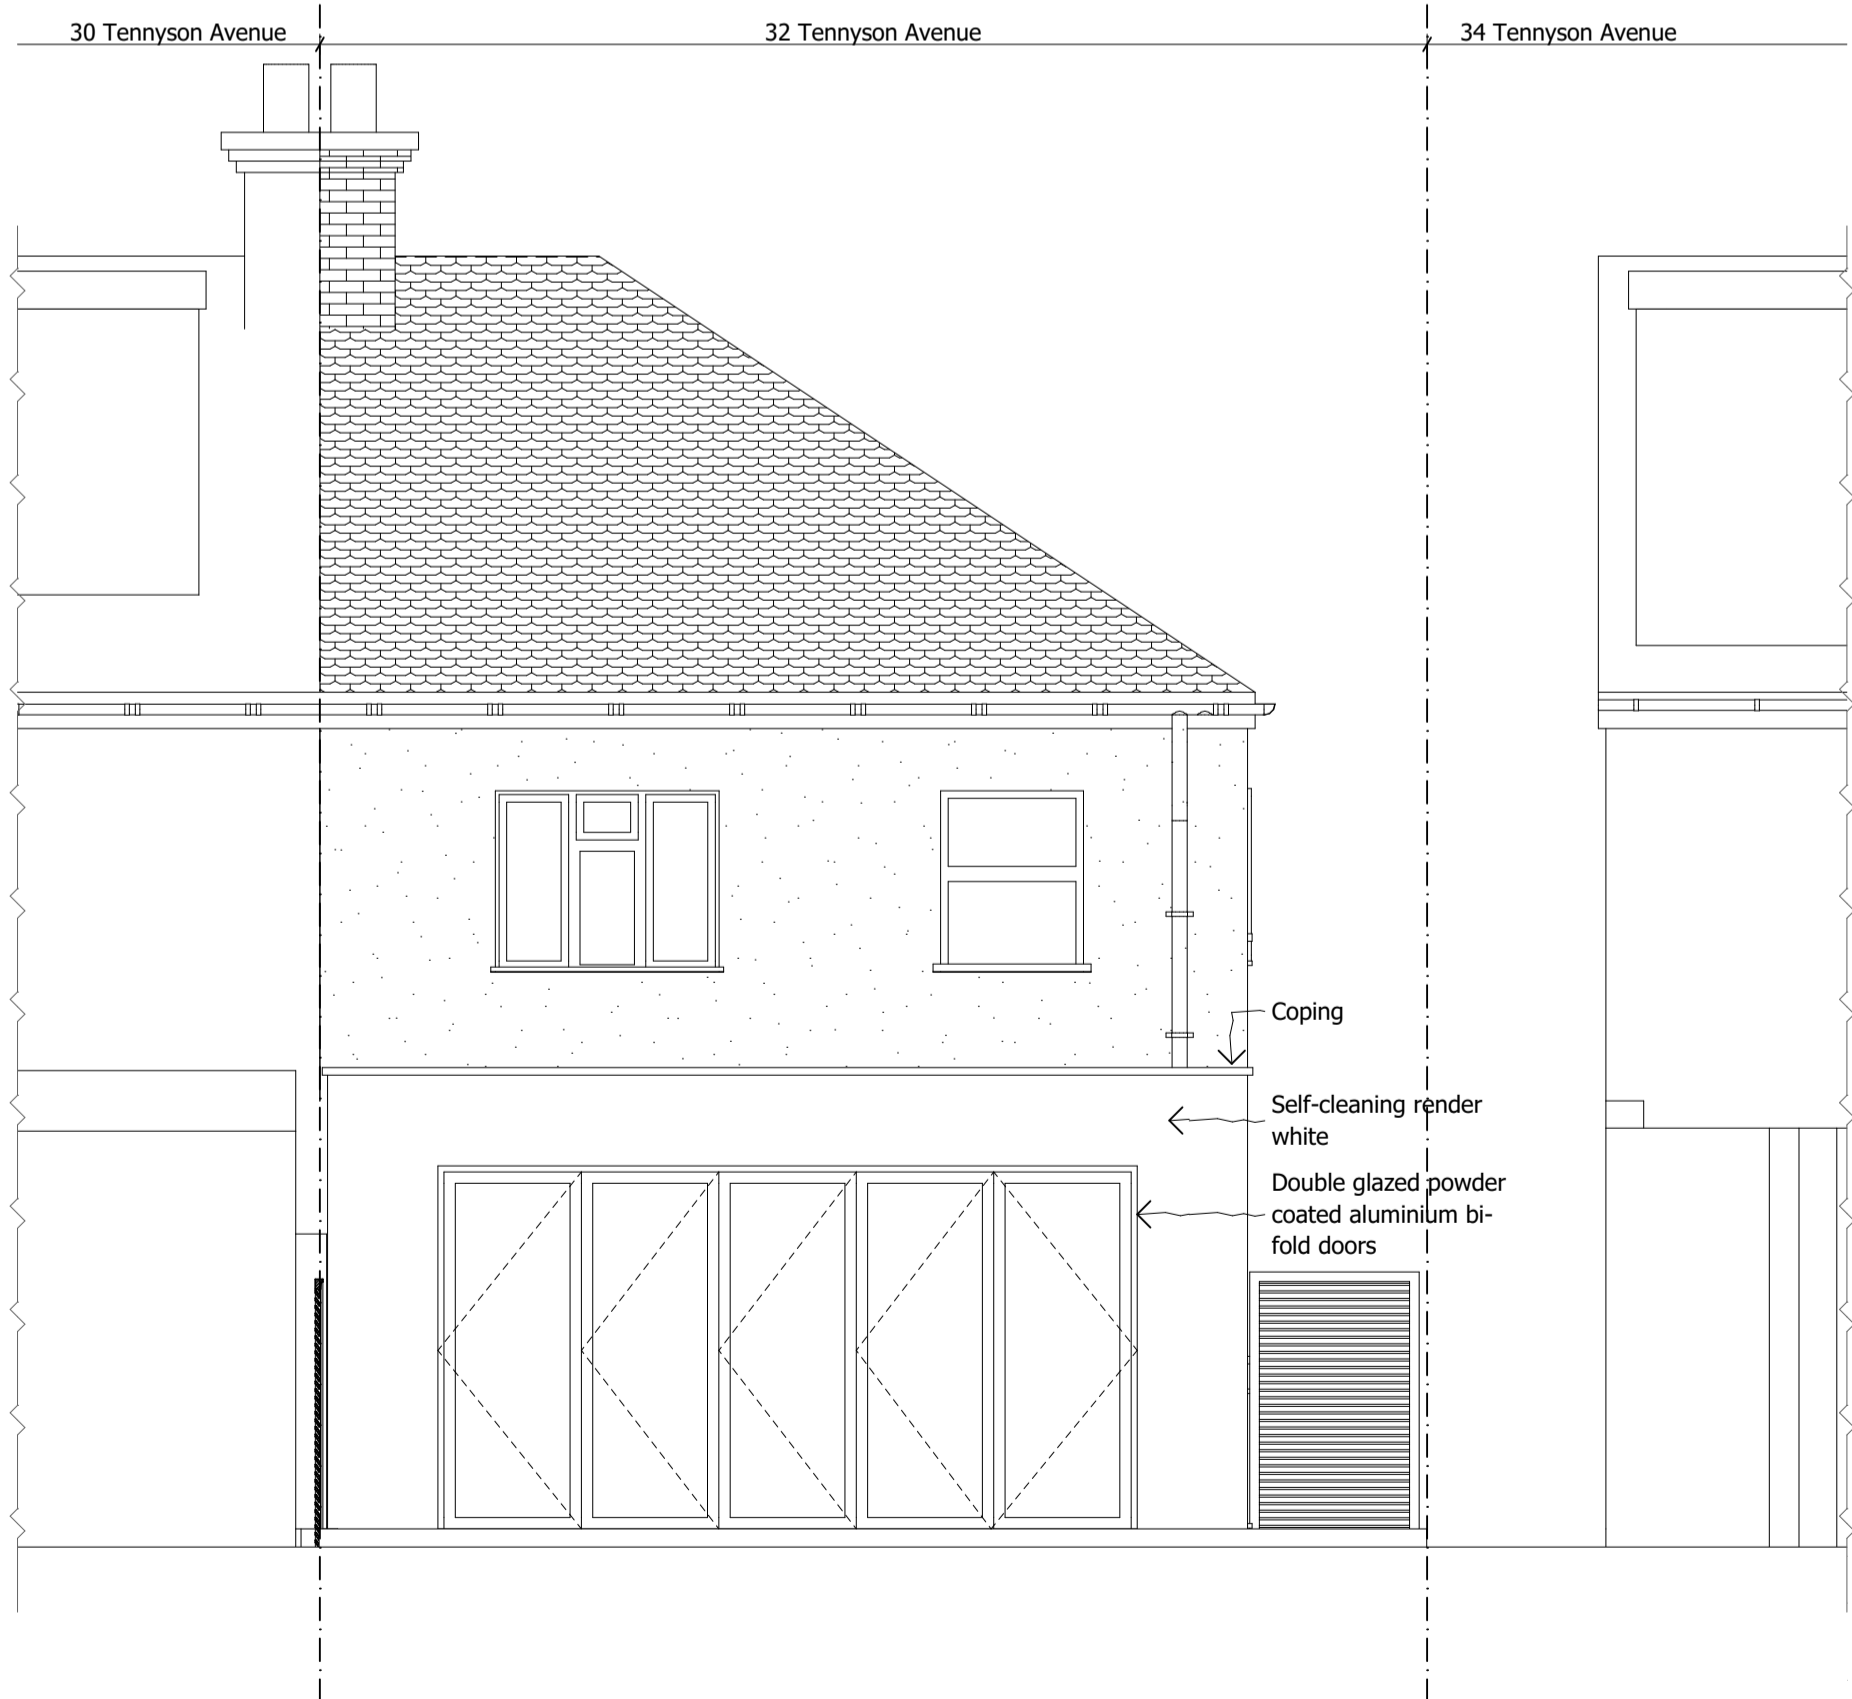 30 Tennyson Avenue
32 Tennyson Avenue
34 Tennyson Avenue
Coping
Self-cleaning render
white
Double glazed powder
coated aluminium bi-
fold doors